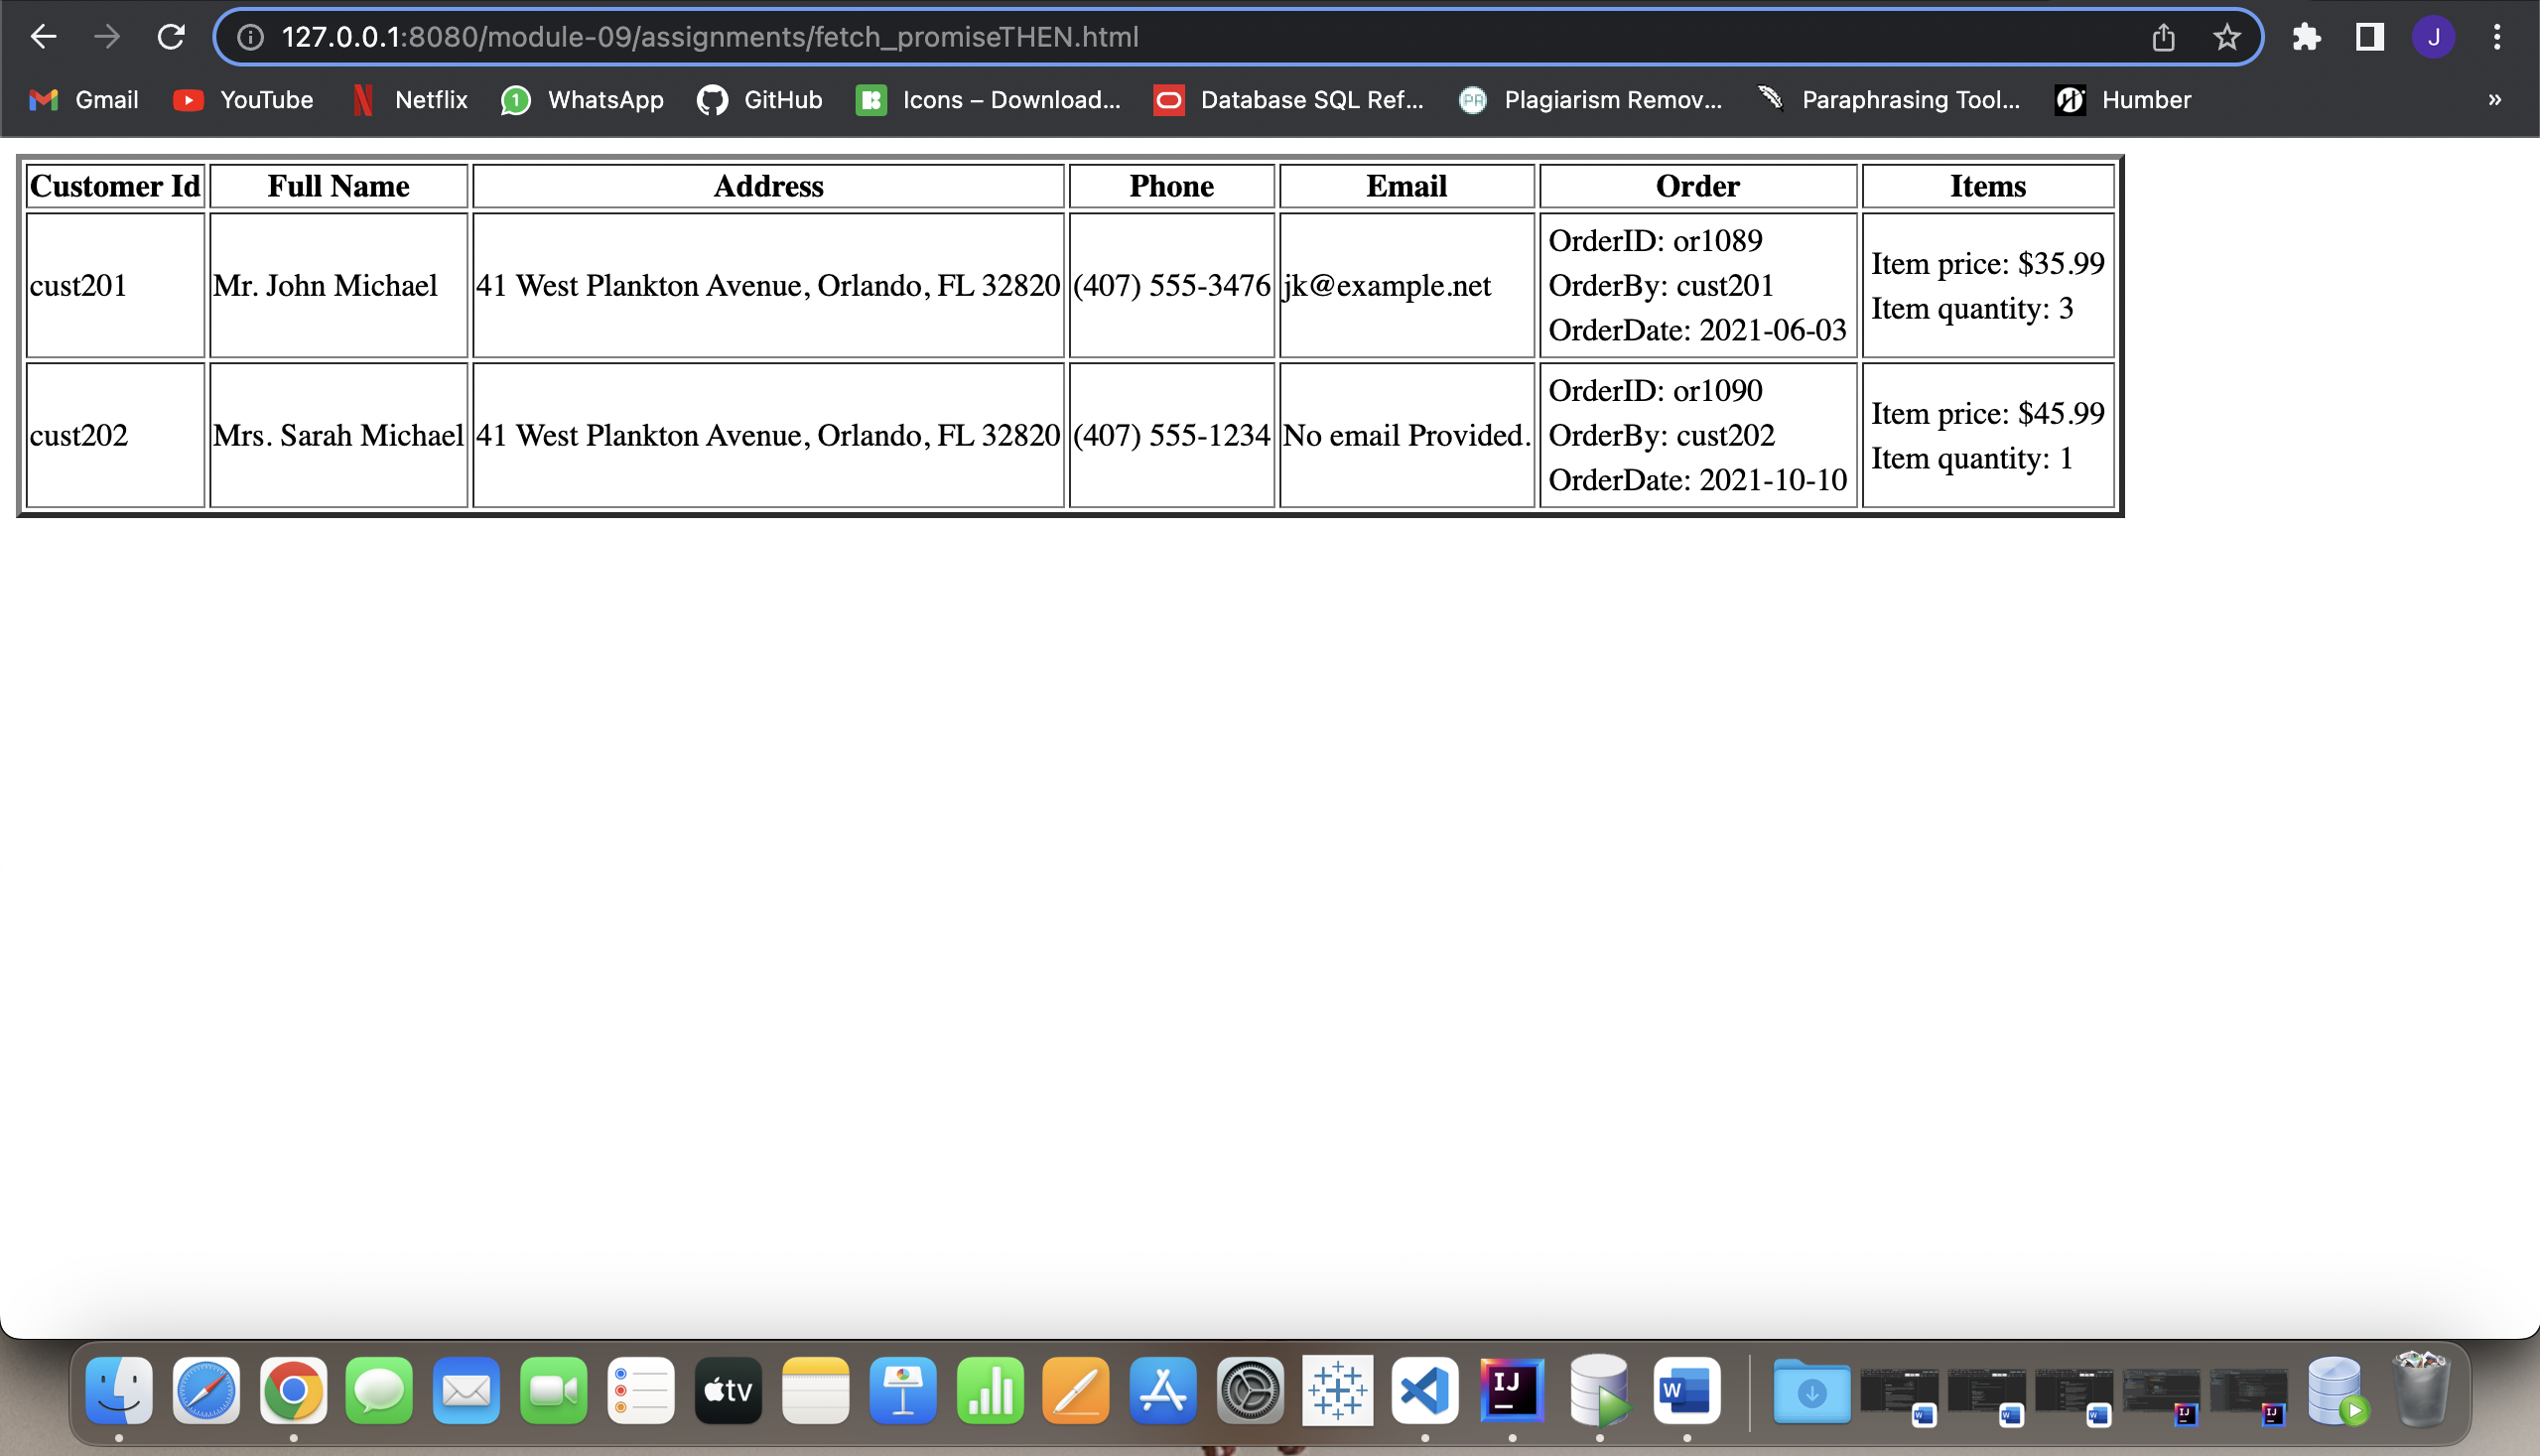 127.0.0.1:8080/module-09/assignments/fetch_promiseTHEN.html
J
Gmail YouTube Netflix 1 WhatsApp GitHub Icons – Download... Database SQL Ref... PR Plagiarism Remov... Paraphrasing Tool... Humber »
Customer Id Full Name Address Phone Email Order Items
cust201 Mr. John Michael 41 West Plankton Avenue, Orlando, FL 32820 (407) 555-3476 jk@example.net
OrderID: or1089
OrderBy: cust201
OrderDate: 2021-06-03
Item price: $35.99
Item quantity: 3
cust202 Mrs. Sarah Michael 41 West Plankton Avenue, Orlando, FL 32820 (407) 555-1234 No email Provided.
OrderID: or1090
OrderBy: cust202
OrderDate: 2021-10-10
Item price: $45.99
Item quantity: 1
tv IJ W